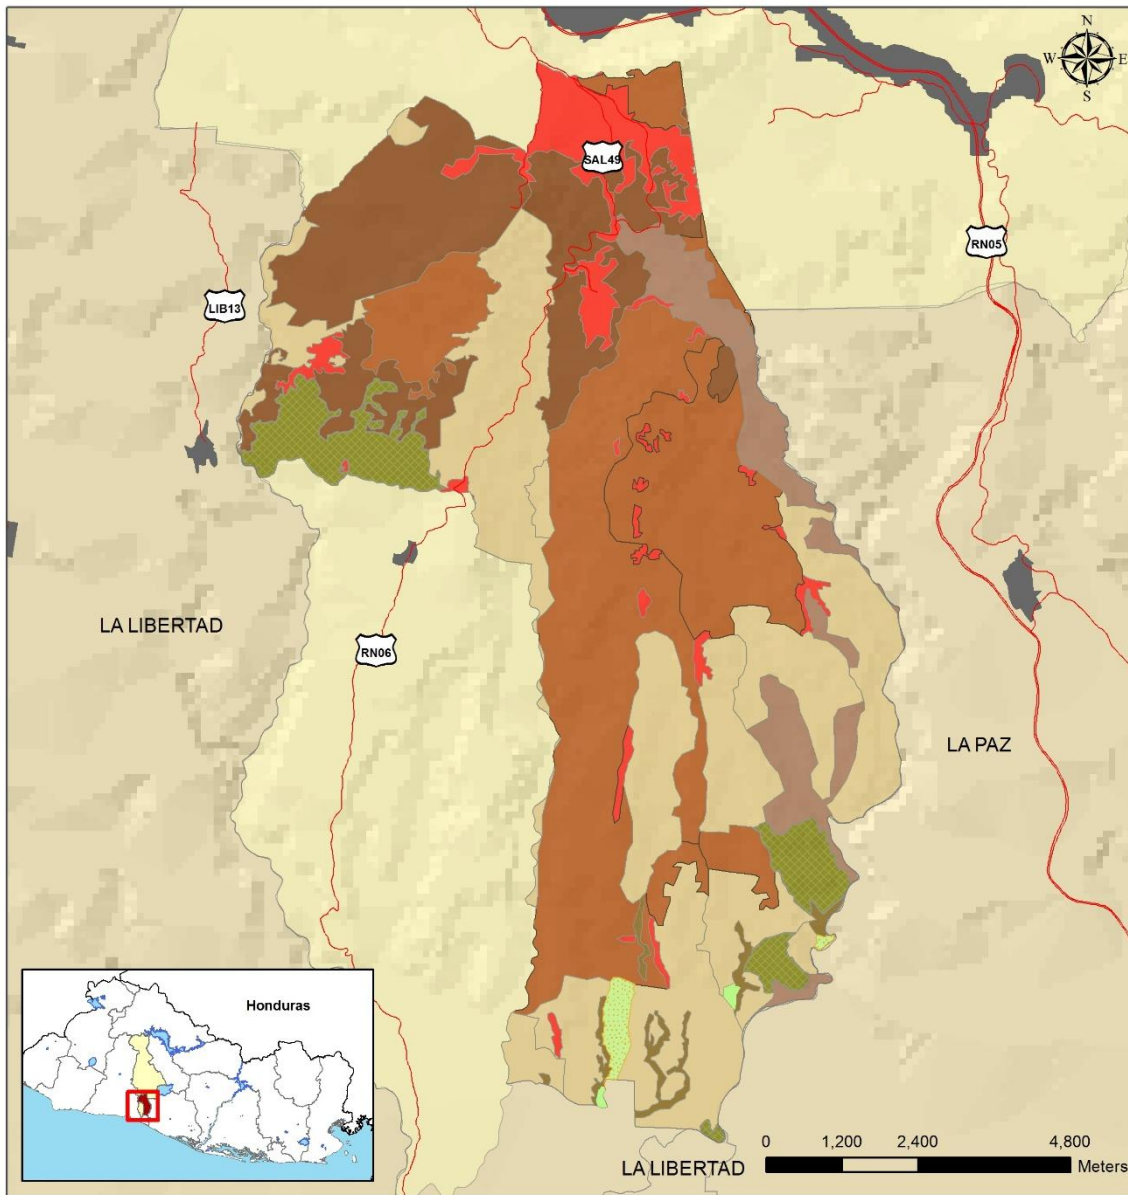 N
W E
S
SAL49
RN05
LIB13
LA LIBERTAD
RN06
LA PAZ
Honduras
LA LIBERTAD
0 1,200 2,400 4,800
Meters